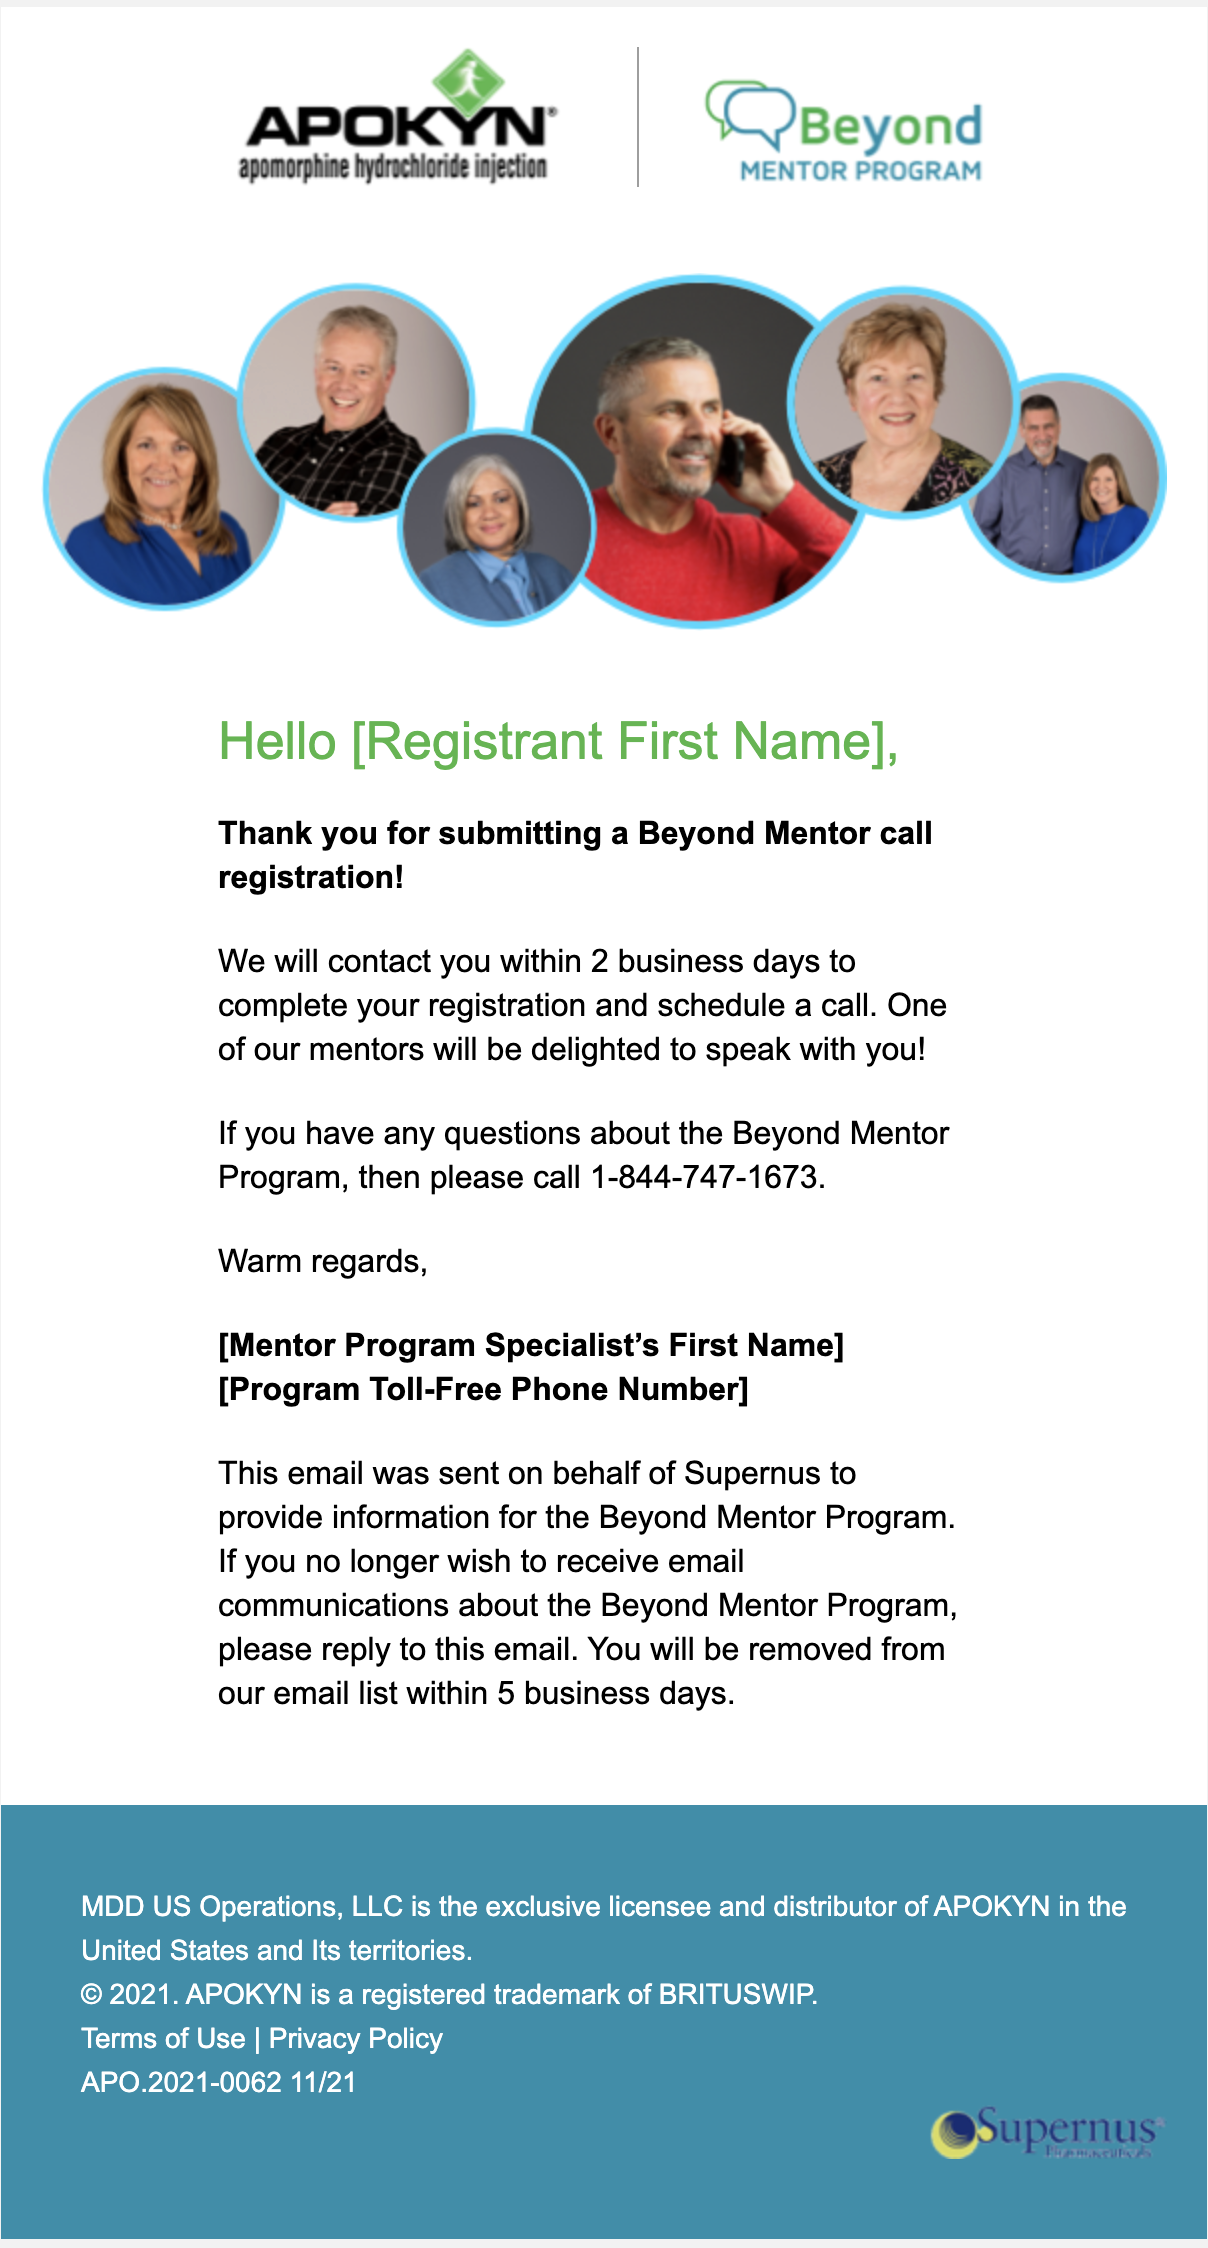 APOKYN®
apomorphine hydrochloride injection
Beyond
MENTOR PROGRAM
Hello [Registrant First Name],
Thank you for submitting a Beyond Mentor call
registration!
We will contact you within 2 business days to
complete your registration and schedule a call. One
of our mentors will be delighted to speak with you!
If you have any questions about the Beyond Mentor
Program, then please call 1-844-747-1673.
Warm regards,
[Mentor Program Specialist’s First Name]
[Program Toll-Free Phone Number]
This email was sent on behalf of Supernus to
provide information for the Beyond Mentor Program.
If you no longer wish to receive email
communications about the Beyond Mentor Program,
please reply to this email. You will be removed from
our email list within 5 business days.
MDD US Operations, LLC is the exclusive licensee and distributor of APOKYN in the
United States and Its territories.
© 2021. APOKYN is a registered trademark of BRITUSWIP.
Terms of Use | Privacy Policy
APO.2021-0062 11/21
Supernus®
Pharmaceuticals